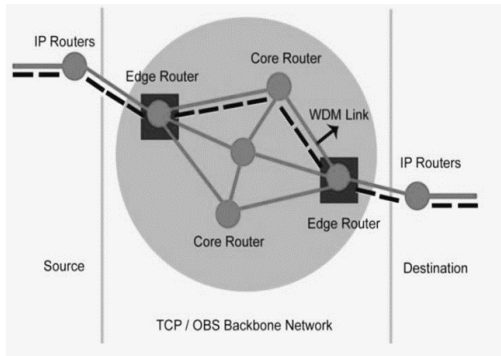 IP Routers
Core Router
Edge Router
WDM Link
IP Routers
Edge Router
Core Router
Source
Destination
TCP / OBS Backbone Network